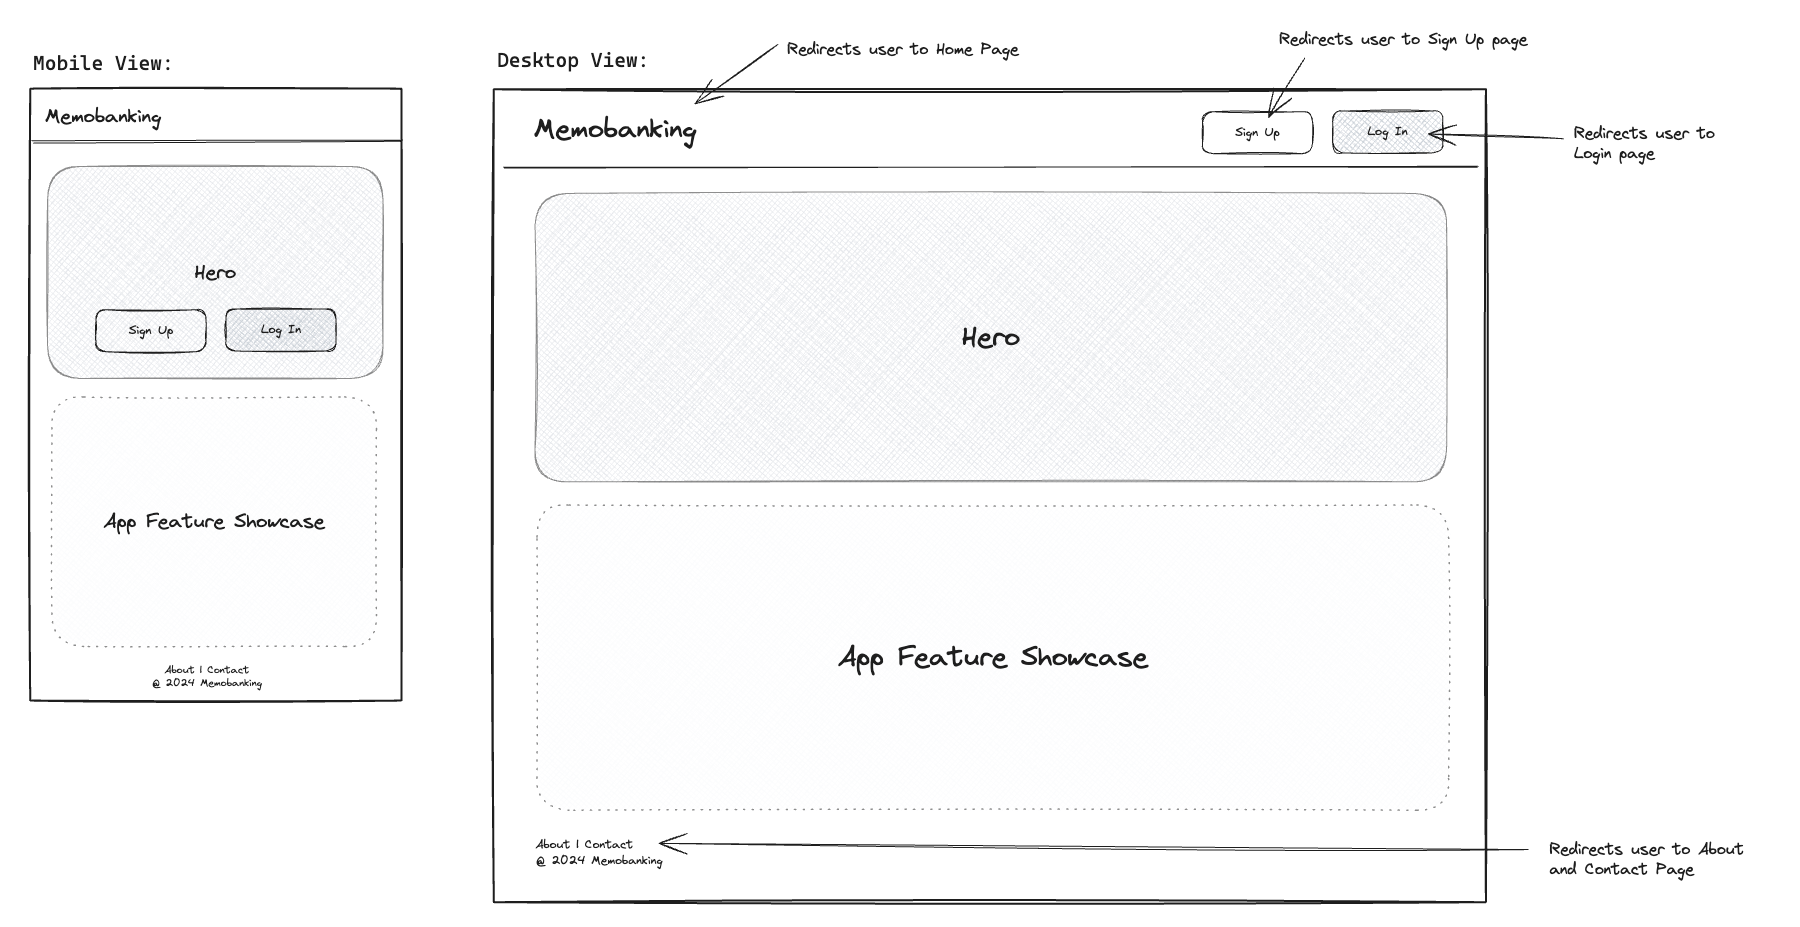 Mobile View:
Memobanking
Hero
Sign Up
Log In
App Feature Showcase
About | Contact
@ 2024 Memobanking
Desktop View:
Redirects user to Home Page
Redirects user to Sign Up page
Memobanking
Sign Up
Log In
Redirects user to
Login page
Hero
App Feature Showcase
About | Contact
@ 2024 Memobanking
Redirects user to About
and Contact Page